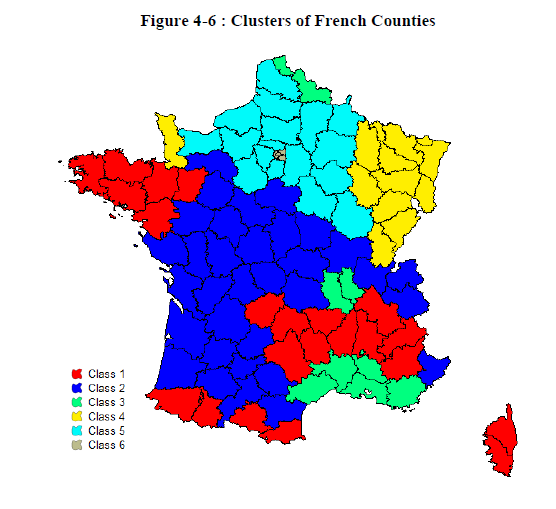 Figure 4-6 : Clusters of French Counties
Class 1
Class 2
Class 3
Class 4
Class 5
Class 6